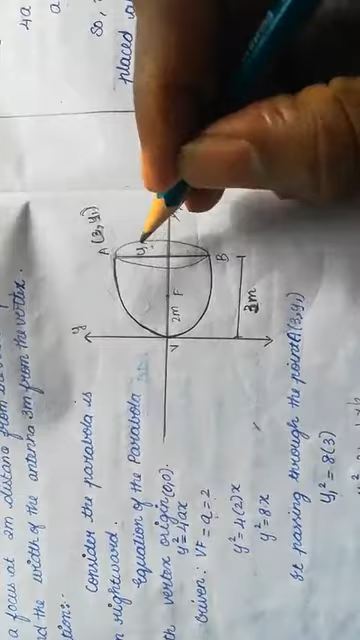 4a
a
so,
placed
a focus at 2m distance from
the width of the antenna 3m from the vertex.
Consider the parabola is
rightward.
Equation of the Parabola
vertex origin (0,0).
y² = 4ax
Given: VF = a = 2
y² = 4(2)x
y² = 8x
passing through the point A(3,y₁)
y₁² = 8(3)
A (3, y₁)
y₁
B
F
2m
V
y
3m